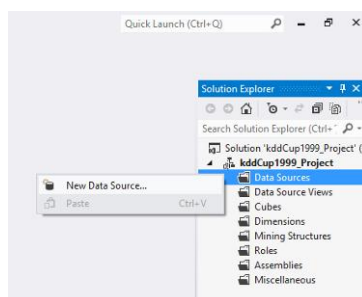 Quick Launch (Ctrl+Q)
Solution Explorer
Search Solution Explorer (Ctrl+
Solution 'kddCup1999_Project' (
kddCup1999_Project
Data Sources
Data Source Views
Cubes
Dimensions
Mining Structures
Roles
Assemblies
Miscellaneous
New Data Source...
Paste Ctrl+V